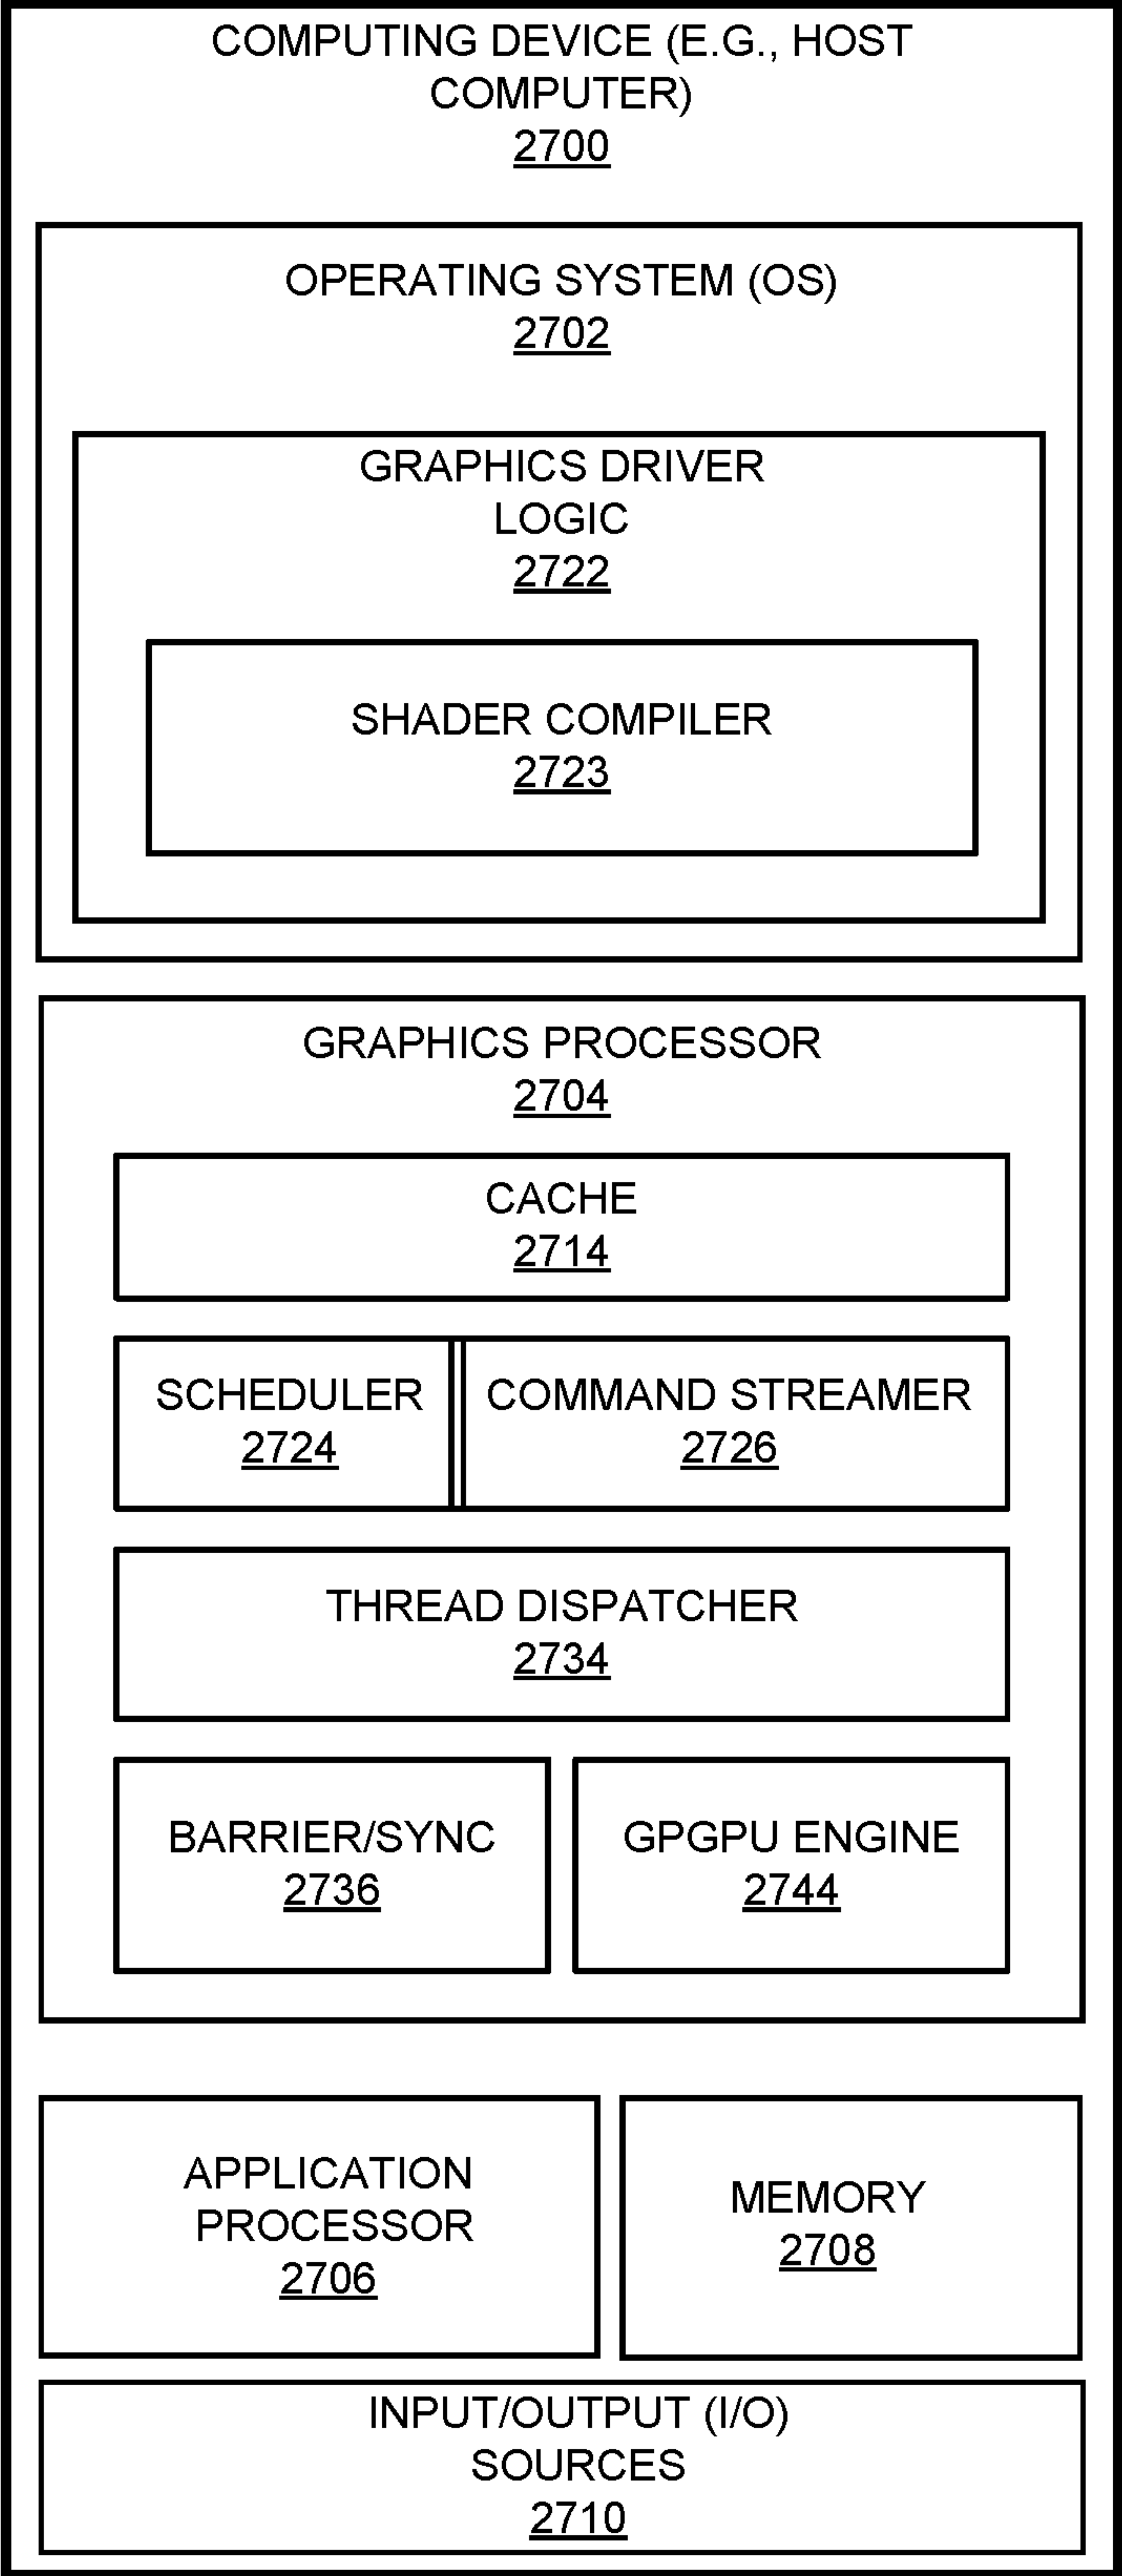 COMPUTING DEVICE (E.G., HOST
COMPUTER)
2700
OPERATING SYSTEM (OS)
2702
GRAPHICS DRIVER
LOGIC
2722
SHADER COMPILER
2723
GRAPHICS PROCESSOR
2704
CACHE
2714
SCHEDULER
2724
COMMAND STREAMER
2726
THREAD DISPATCHER
2734
BARRIER/SYNC
2736
GPGPU ENGINE
2744
APPLICATION
PROCESSOR
2706
MEMORY
2708
INPUT/OUTPUT (I/O)
SOURCES
2710